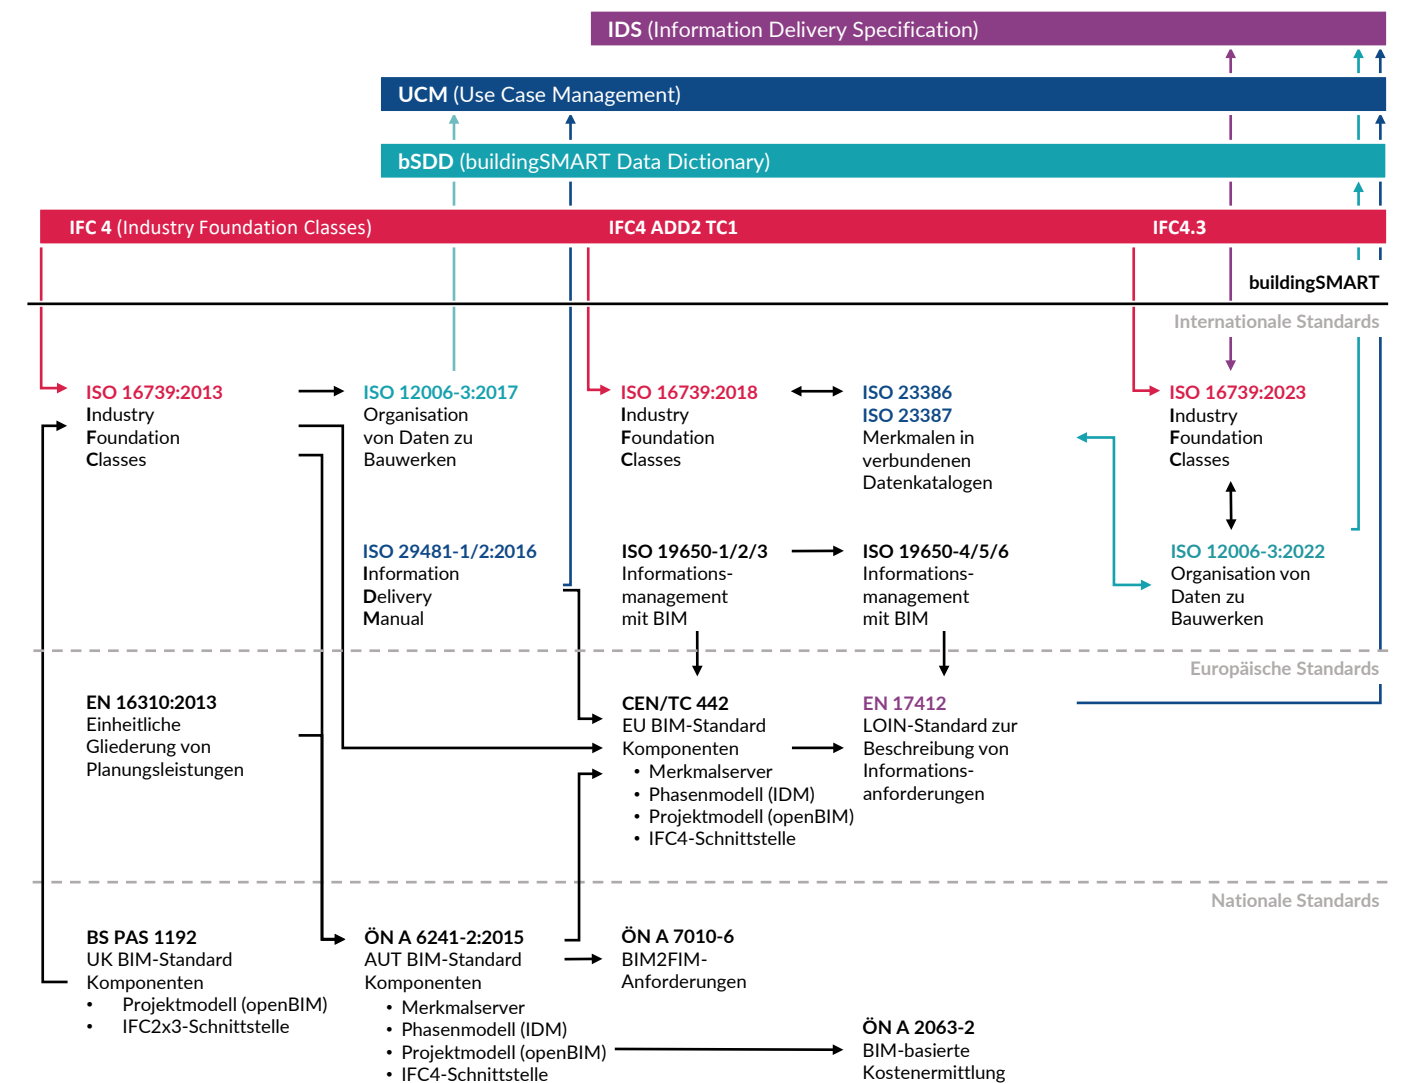 IDS (Information Delivery Specification)
UCM (Use Case Management)
bSDD (buildingSMART Data Dictionary)
IFC 4 (Industry Foundation Classes)
IFC4 ADD2 TC1
IFC4.3
buildingSMART
Internationale Standards
ISO 16739:2013
Industry
Foundation
Classes
ISO 12006-3:2017
Organisation
von Daten zu
Bauwerken
ISO 16739:2018
Industry
Foundation
Classes
ISO 23386
ISO 23387
Merkmalen in
verbundenen
Datenkatalogen
ISO 16739:2023
Industry
Foundation
Classes
ISO 29481-1/2:2016
Information
Delivery
Manual
ISO 19650-1/2/3
Informations-
management
mit BIM
ISO 19650-4/5/6
Informations-
management
mit BIM
ISO 12006-3:2022
Organisation von
Daten zu
Bauwerken
Europäische Standards
EN 16310:2013
Einheitliche
Gliederung von
Planungsleistungen
CEN/TC 442
EU BIM-Standard
Komponenten
• Merkmalserver
• Phasenmodell (IDM)
• Projektmodell (openBIM)
• IFC4-Schnittstelle
EN 17412
LOIN-Standard zur
Beschreibung von
Informations-
anforderungen
Nationale Standards
BS PAS 1192
UK BIM-Standard
Komponenten
• Projektmodell (openBIM)
• IFC2x3-Schnittstelle
ÖN A 6241-2:2015
AUT BIM-Standard
Komponenten
• Merkmalserver
• Phasenmodell (IDM)
• Projektmodell (openBIM)
• IFC4-Schnittstelle
ÖN A 7010-6
BIM2FIM-
Anforderungen
ÖN A 2063-2
BIM-basierte
Kostenermittlung